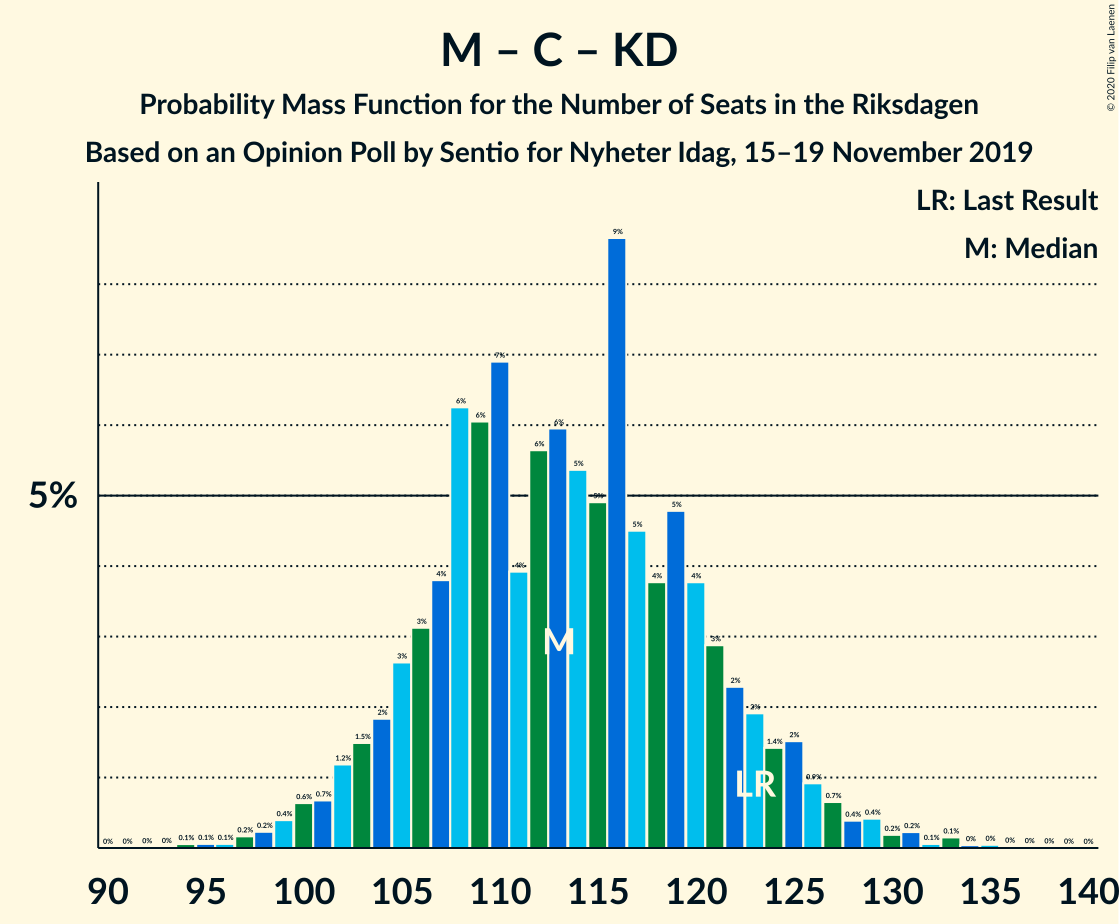 M – C – KD
Probability Mass Function for the Number of Seats in the Riksdagen
Based on an Opinion Poll by Sentio for Nyheter Idag, 15–19 November 2019
© 2020 Filip van Laenen
LR: Last Result
M: Median
5%
0% 0% 0% 0% 0.1% 0.1% 0.1% 0.2% 0.2% 0.4% 0.6% 0.7% 1.2% 1.5% 2% 3% 3% 4% 6% 6% 7% 4% 6% 6% 5% 5% 9% 5% 4% 5% 4% 3% 2% 2% 1.4% 2% 0.9% 0.7% 0.4% 0.4% 0.2% 0.2% 0.1% 0.1% 0% 0% 0% 0% 0% 0% 0%
M
LR
90 95 100 105 110 115 120 125 130 135 140